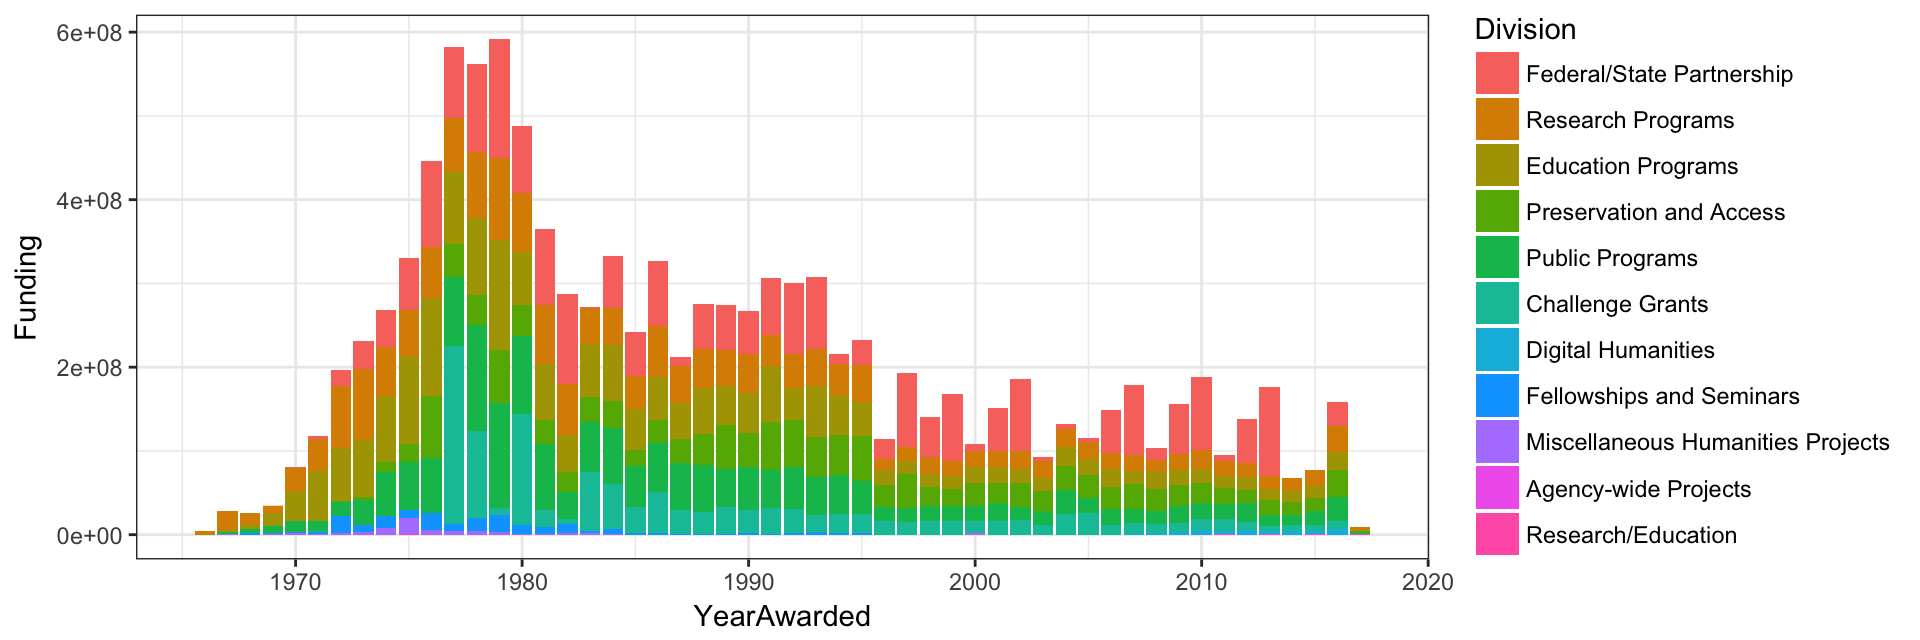 Funding
6e+08
4e+08
2e+08
0e+00
1970 1980 1990 2000 2010 2020
YearAwarded
Division
Federal/State Partnership
Research Programs
Education Programs
Preservation and Access
Public Programs
Challenge Grants
Digital Humanities
Fellowships and Seminars
Miscellaneous Humanities Projects
Agency-wide Projects
Research/Education